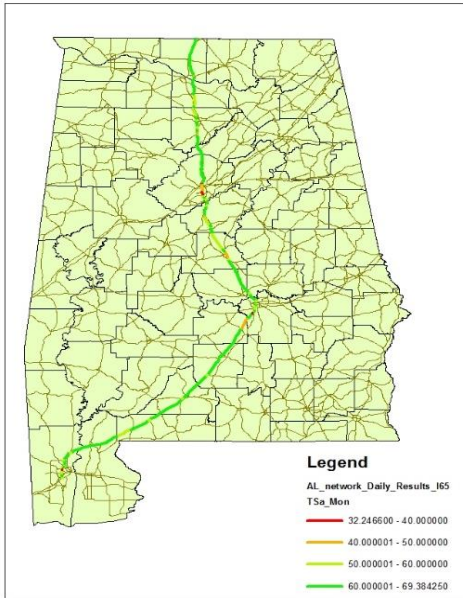 Legend
AL_network_Daily_Results_I65
TSa_Mon
32.246600 - 40.000000
40.000001 - 50.000000
50.000001 - 60.000000
60.000001 - 69.384250